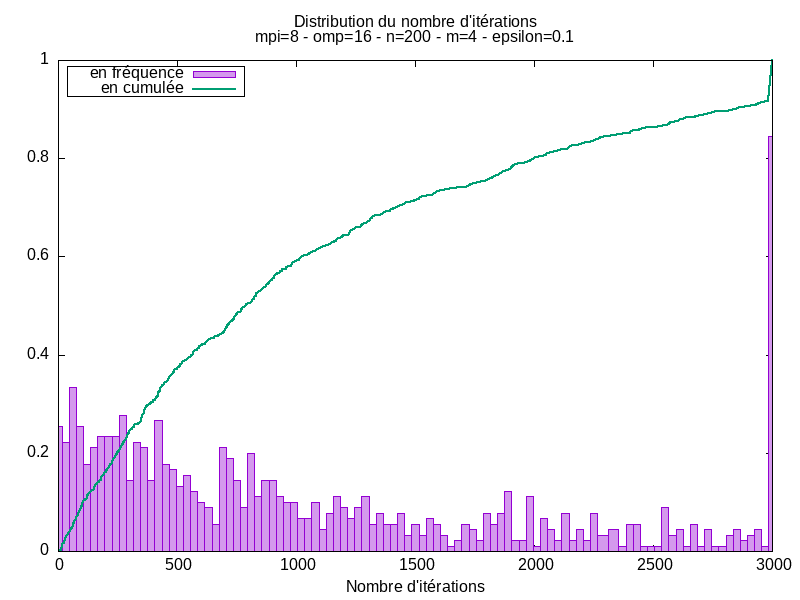 Distribution du nombre d'itérations
mpi=8 - omp=16 - n=200 - m=4 - epsilon=0.1
en fréquence
en cumulée
1
0.8
0.6
0.4
0.2
0
0 500 1000 1500 2000 2500 3000
Nombre d'itérations